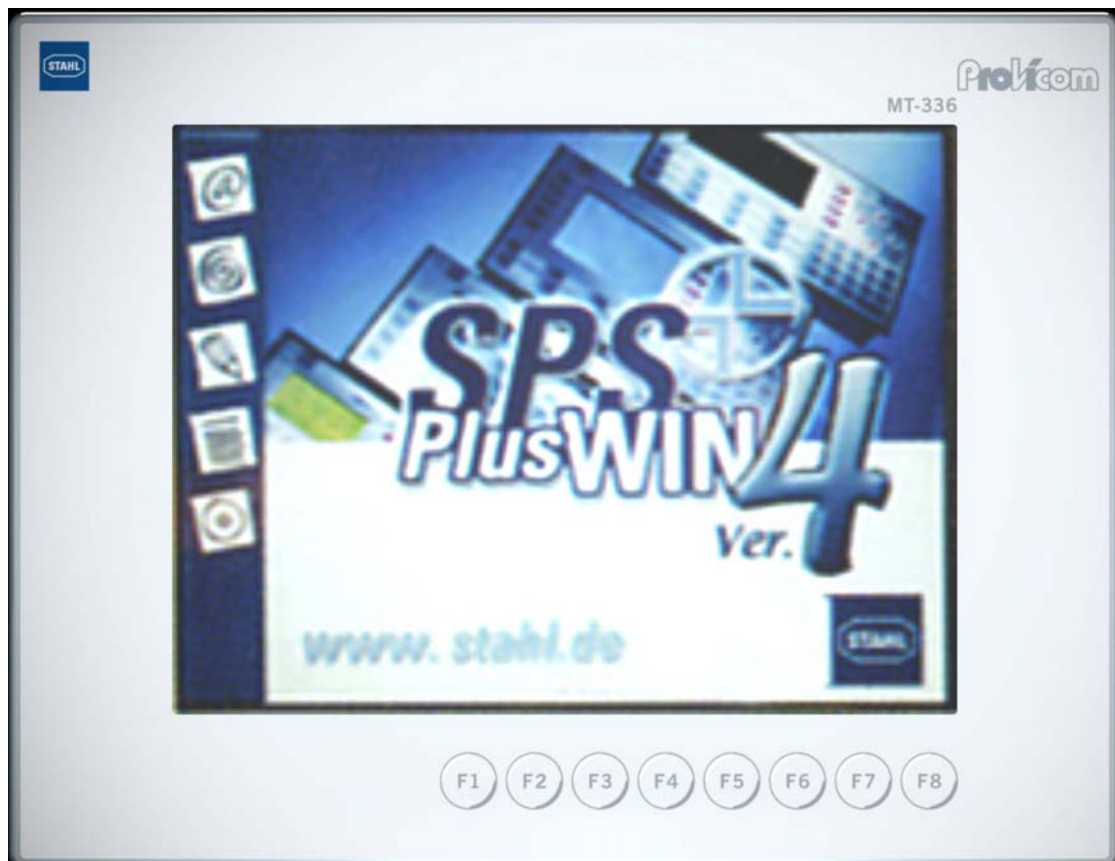 STAHL
ProVicom
MT-336
@
SPS
PlusWIN 4
Ver.
www.stahl.de
STAHL
F1 F2 F3 F4 F5 F6 F7 F8